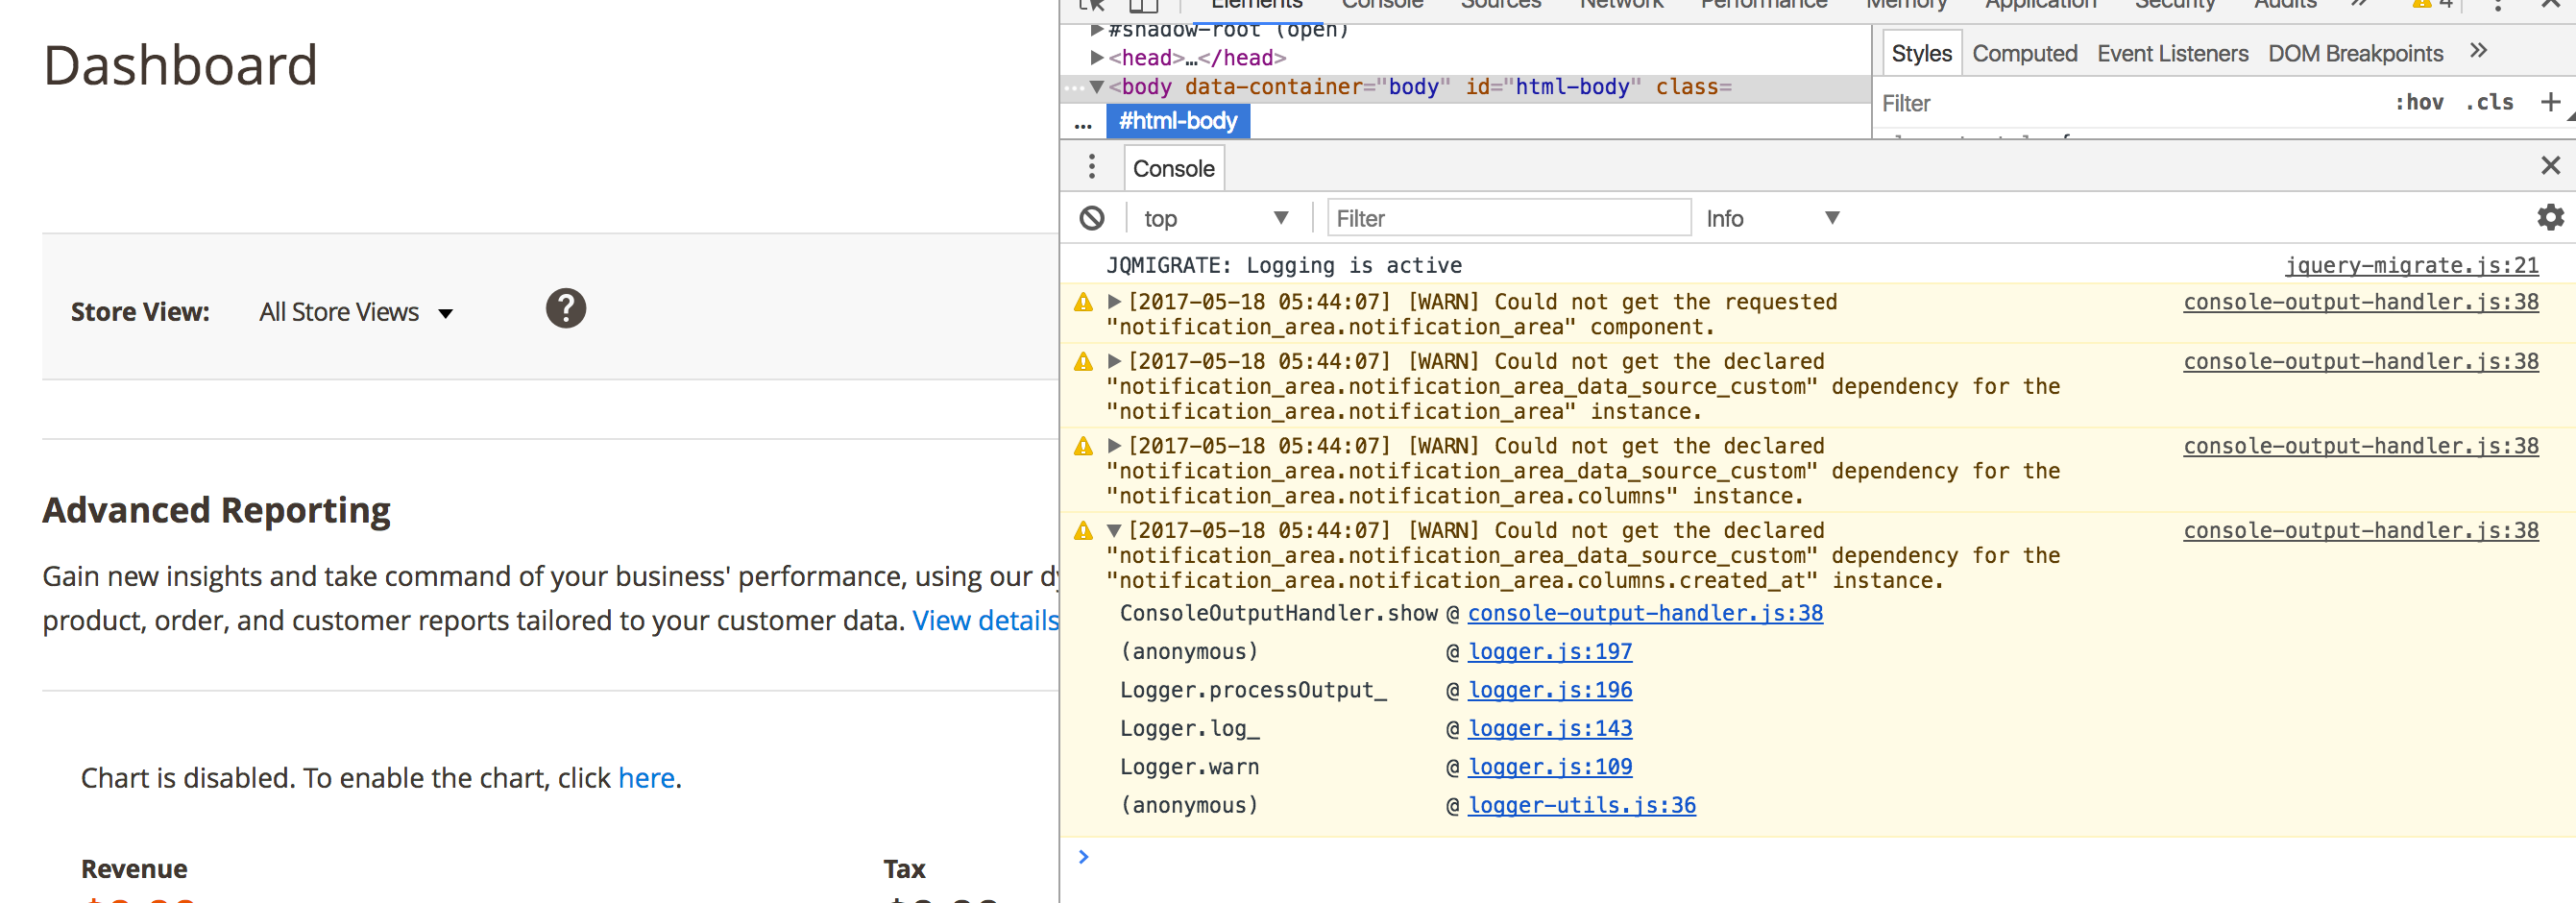 Dashboard
Store View: All Store Views ?
Advanced Reporting
Gain new insights and take command of your business' performance, using our dy
product, order, and customer reports tailored to your customer data. View details
Chart is disabled. To enable the chart, click here.
Revenue Tax
Elements Console Sources Network Performance Memory Application Security Audits » 4
#shadow-root (open)
<head>…</head>
<body data-container="body" id="html-body" class=
... #html-body
Styles Computed Event Listeners DOM Breakpoints »
Filter :hov .cls +
Console
top Filter Info
JQMIGRATE: Logging is active jquery-migrate.js:21
[2017-05-18 05:44:07] [WARN] Could not get the requested console-output-handler.js:38
"notification_area.notification_area" component.
[2017-05-18 05:44:07] [WARN] Could not get the declared console-output-handler.js:38
"notification_area.notification_area_data_source_custom" dependency for the
"notification_area.notification_area" instance.
[2017-05-18 05:44:07] [WARN] Could not get the declared console-output-handler.js:38
"notification_area.notification_area_data_source_custom" dependency for the
"notification_area.notification_area.columns" instance.
[2017-05-18 05:44:07] [WARN] Could not get the declared console-output-handler.js:38
"notification_area.notification_area_data_source_custom" dependency for the
"notification_area.notification_area.columns.created_at" instance.
ConsoleOutputHandler.show @ console-output-handler.js:38
(anonymous) @ logger.js:197
Logger.processOutput_ @ logger.js:196
Logger.log_ @ logger.js:143
Logger.warn @ logger.js:109
(anonymous) @ logger-utils.js:36